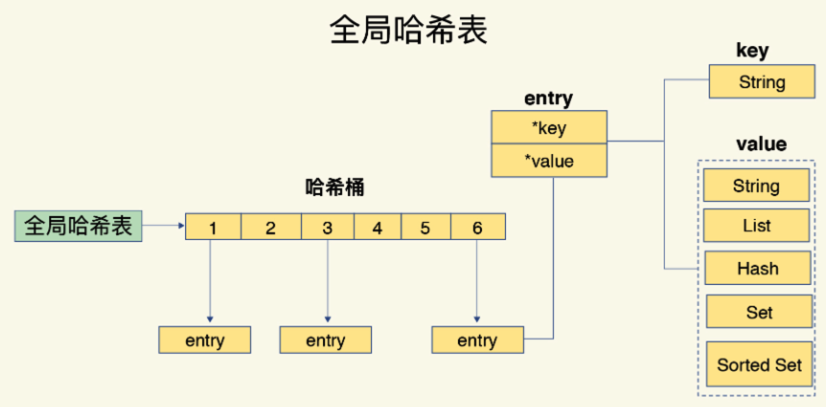 全局哈希表
key
String
entry
*key
*value
value
哈希桶
String
全局哈希表
1 2 3 4 5 6
List
Hash
Set
entry entry entry
Sorted Set